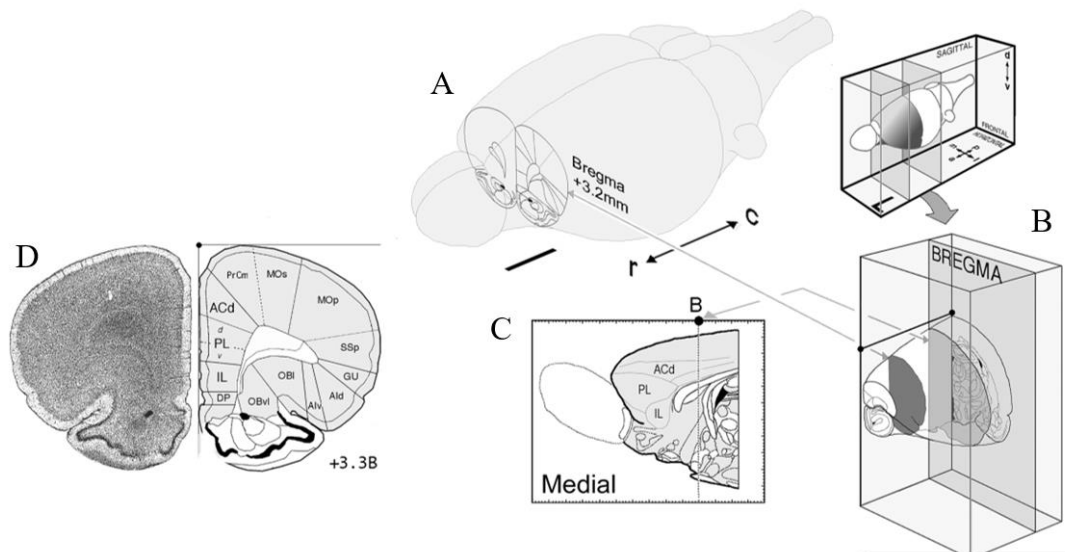 A
Bregma
+3.2mm
r
c
SAGITTAL
d
v
FRONTAL
HORIZONTAL
B
BREGMA
D
PrCm
MOs
MOp
ACd
d
PL
v
SSp
IL
GU
DP
OBl
OBvl
AIv
AId
+3.3B
C
B
ACd
PL
IL
Medial